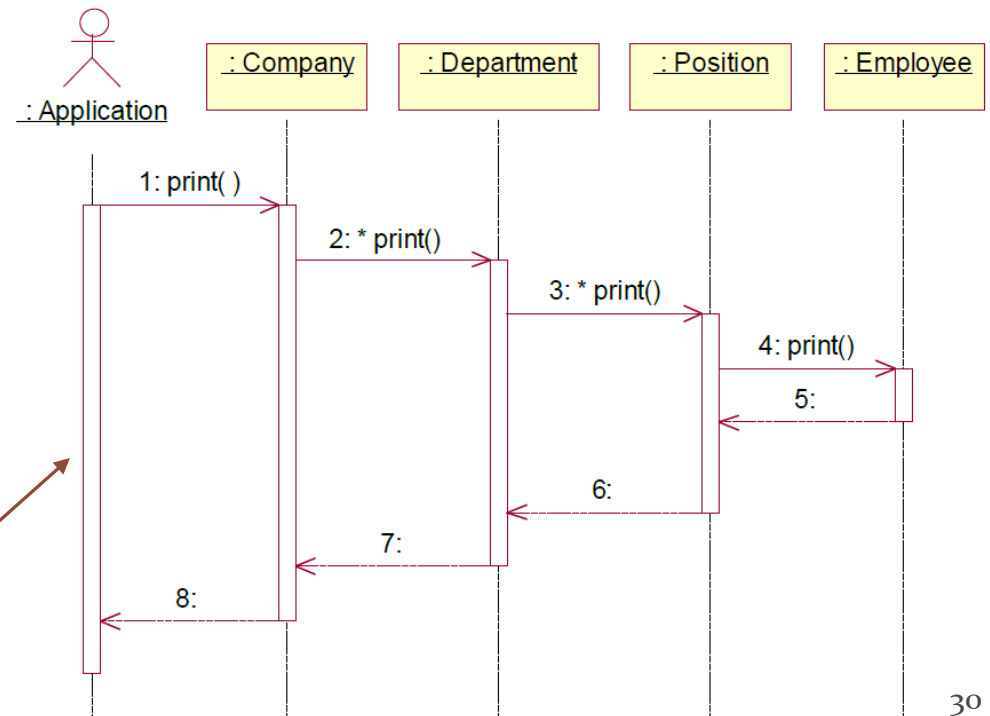 : Company
: Department
: Position
: Employee
: Application
1: print( )
2: * print()
3: * print()
4: print()
5:
6:
7:
8:
30